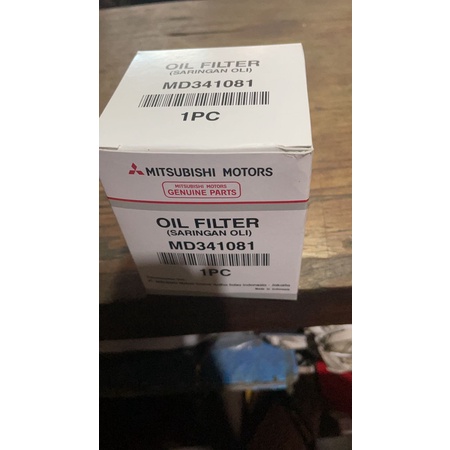 OIL FILTER
(SARINGAN OLI)
MD341081
1PC
MITSUBISHI MOTORS
MITSUBISHI MOTORS
GENUINE PARTS
OIL FILTER
(SARINGAN OLI)
MD341081
1PC